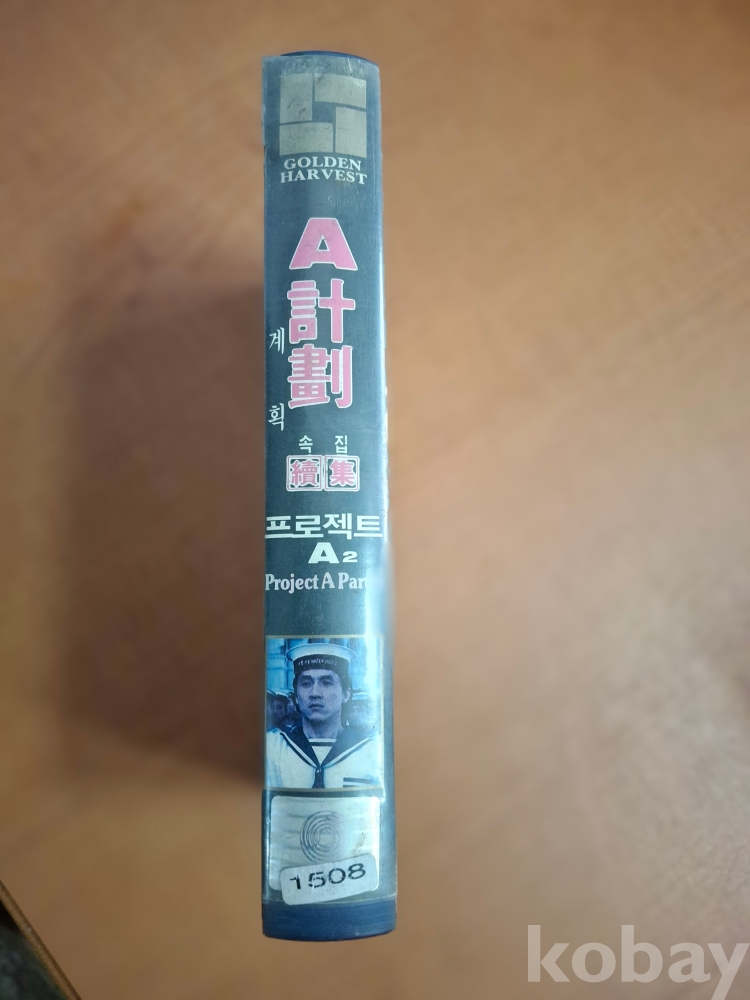 GOLDEN
HARVEST
A
計劃
계획
속집
續集
프로젝트
A2
Project A Par
1508
kobay